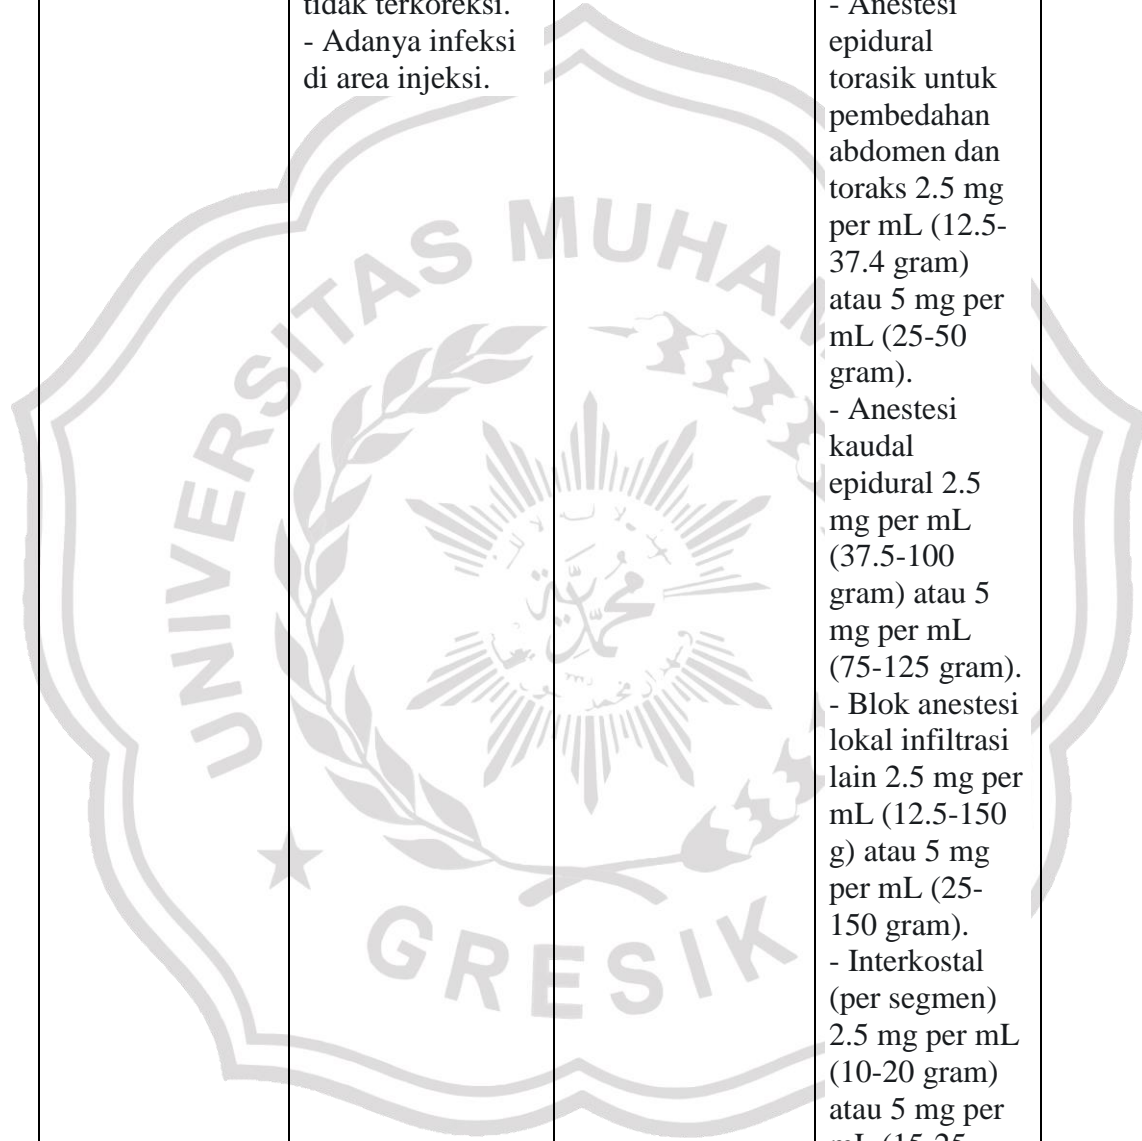 tidak terkoreksi.
- Adanya infeksi
di area injeksi.
- Anestesi
epidural
torasik untuk
pembedahan
abdomen dan
toraks 2.5 mg
per mL (12.5-
37.4 gram)
atau 5 mg per
mL (25-50
gram).
- Anestesi
kaudal
epidural 2.5
mg per mL
(37.5-100
gram) atau 5
mg per mL
(75-125 gram).
- Blok anestesi
lokal infiltrasi
lain 2.5 mg per
mL (12.5-150
g) atau 5 mg
per mL (25-
150 gram).
- Interkostal
(per segmen)
2.5 mg per mL
(10-20 gram)
atau 5 mg per
mL (15-25
UNIVERSITAS MUHAM
GRESIK